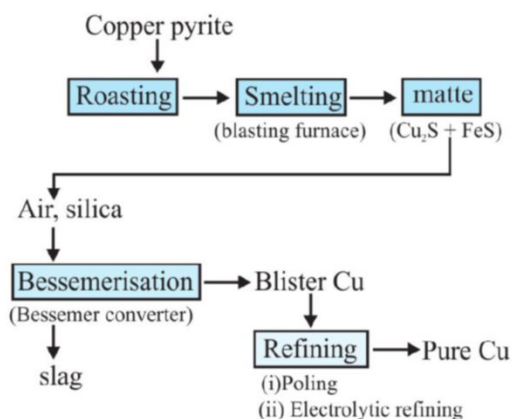 Copper pyrite
Roasting
Smelting
matte
(blasting furnace)
(Cu₂S + FeS)
Air, silica
Bessemerisation
Blister Cu
(Bessemer converter)
Refining
Pure Cu
slag
(i)Poling
(ii) Electrolytic refining